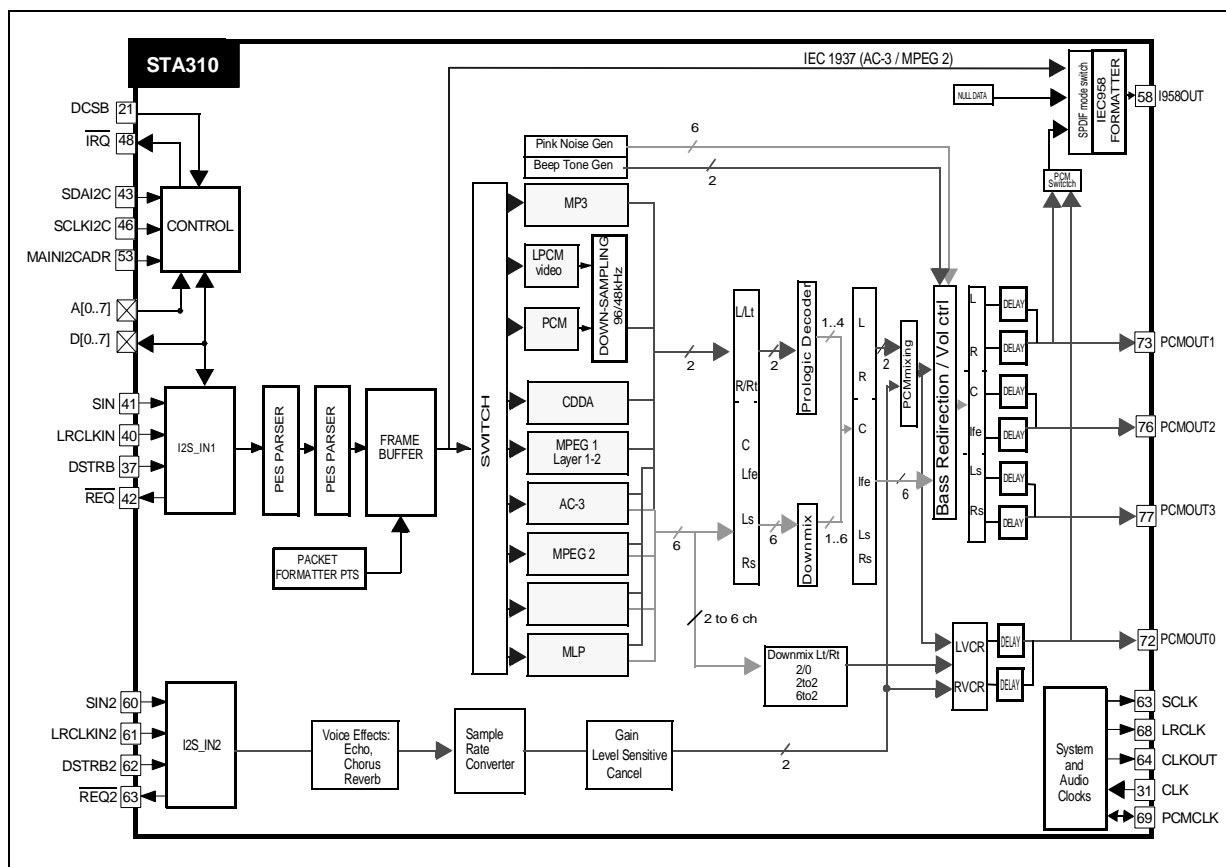 STA310
IEC 1937 (AC-3 / MPEG 2)
DCSB 21
IRQ 48
SDAI2C 43
SCLKI2C 46
MAINI2CADR 53
A[0..7]
D[0..7]
CONTROL
SIN 41
LRCLKIN 40
DSTRB 37
REQ 42
I2S_IN1
PES PARSER
PES PARSER
FRAME
BUFFER
PACKET
FORMATTER PTS
SWITCH
Pink Noise Gen
Beep Tone Gen
6
2
MP3
LPCM
video
PCM
DOWN-SAMPLING
96/48kHz
CDDA
MPEG 1
Layer 1-2
AC-3
MPEG 2
MLP
2
6
2 to 6 ch
L/Lt
R/Rt
C
Lfe
Ls
Rs
2
6
Prologic Decoder
Downmix
1..4
1..6
L
R
C
lfe
Ls
Rs
2
6
PCMmixing
Bass Redirection / Vol ctrl
L
R
C
lfe
Ls
Rs
DELAY
DELAY
DELAY
DELAY
DELAY
DELAY
NULL DATA
SPDIF mode switch
IEC958
FORMATTER
58 I958OUT
PCM
Switctch
73 PCMOUT1
76 PCMOUT2
77 PCMOUT3
72 PCMOUT0
Downmix Lt/Rt
2/0
2to2
6to2
LVCR
RVCR
DELAY
DELAY
SIN2 60
LRCLKIN2 61
DSTRB2 62
REQ2 63
I2S_IN2
Voice Effects:
Echo,
Chorus
Reverb
Sample
Rate
Converter
Gain
Level Sensitive
Cancel
2
System
and
Audio
Clocks
63 SCLK
68 LRCLK
64 CLKOUT
31 CLK
69 PCMCLK